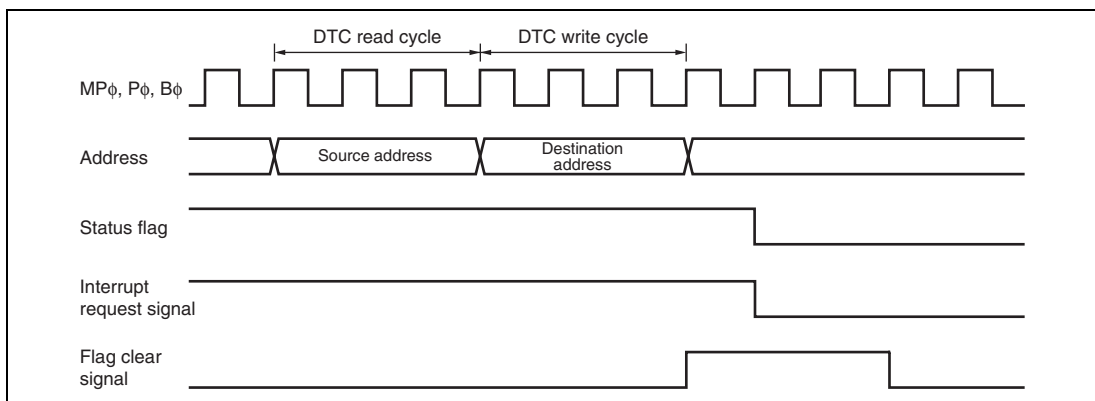 DTC read cycle DTC write cycle
MPϕ, Pϕ, Bϕ
Address
Source address
Destination
address
Status flag
Interrupt
request signal
Flag clear
signal